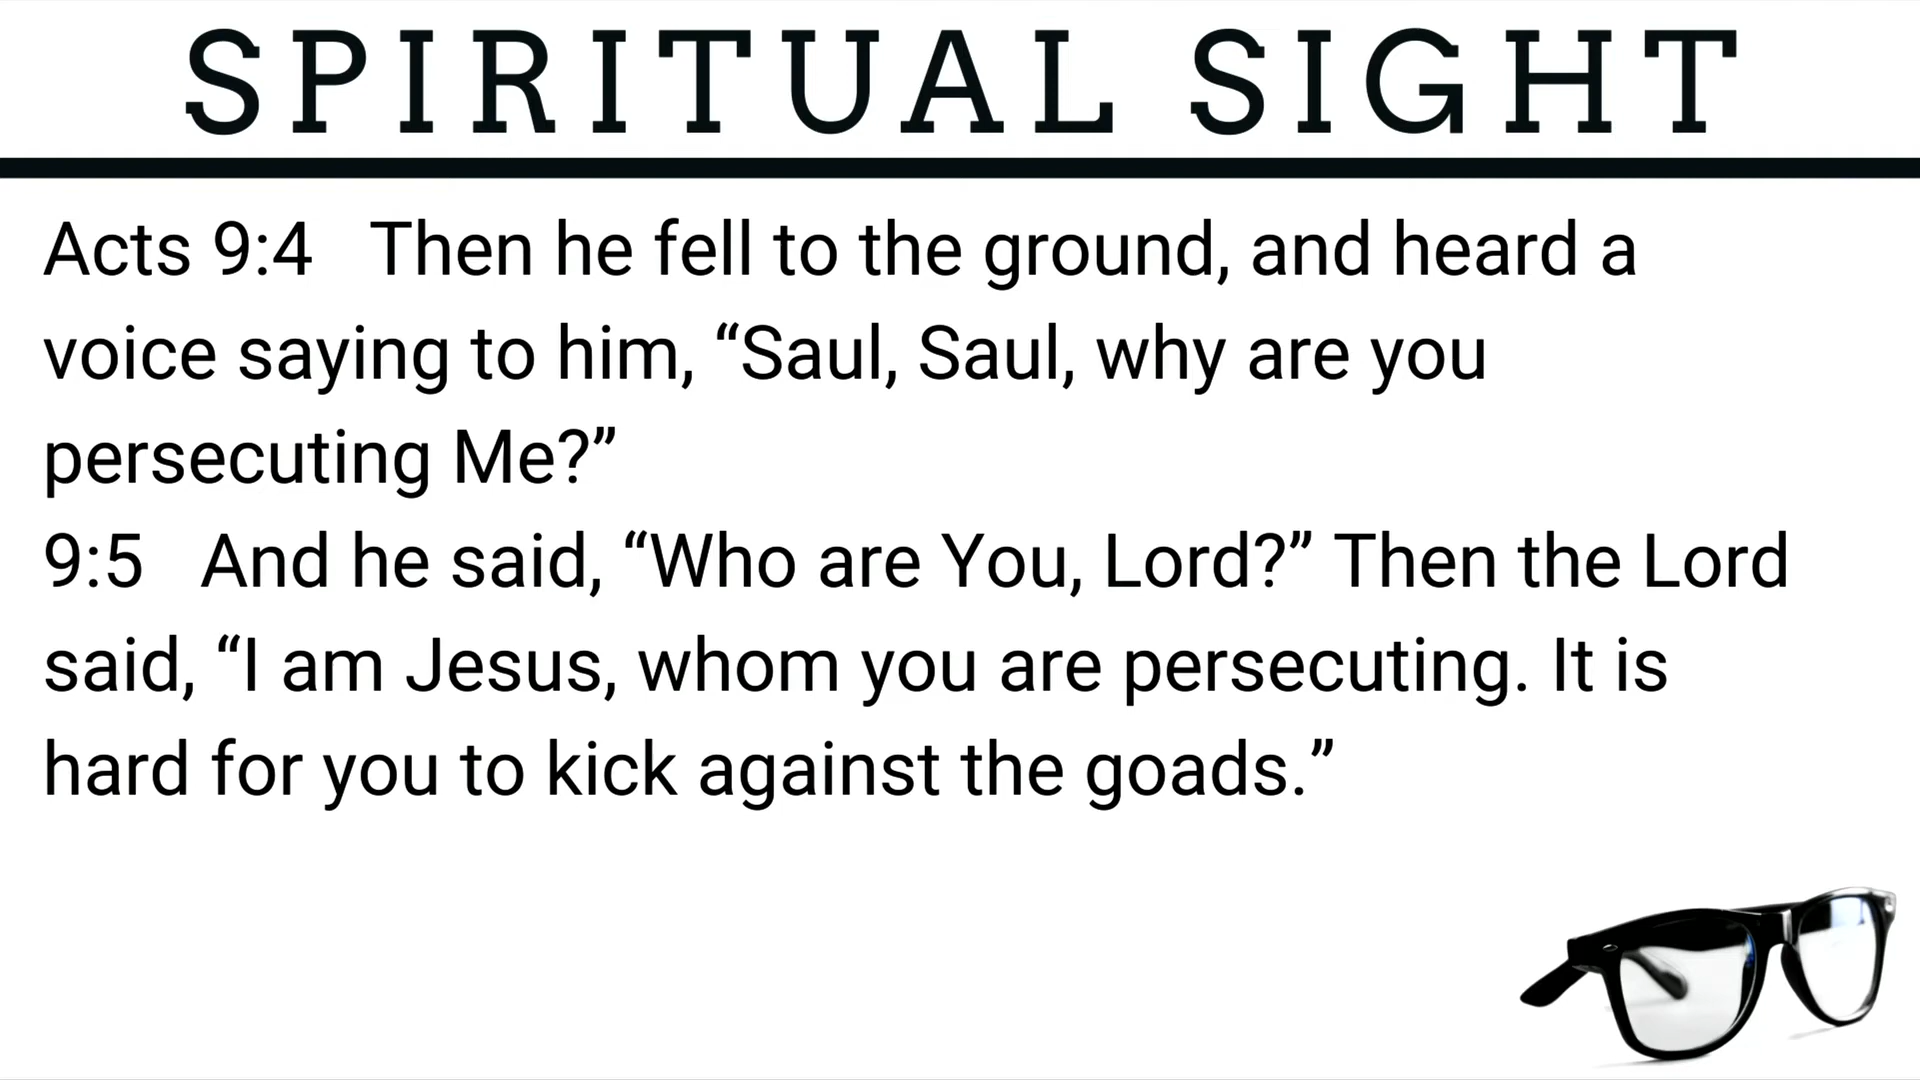 SPIRITUAL SIGHT
Acts 9:4   Then he fell to the ground, and heard a
voice saying to him, “Saul, Saul, why are you
persecuting Me?”
9:5   And he said, “Who are You, Lord?” Then the Lord
said, “I am Jesus, whom you are persecuting. It is
hard for you to kick against the goads.”